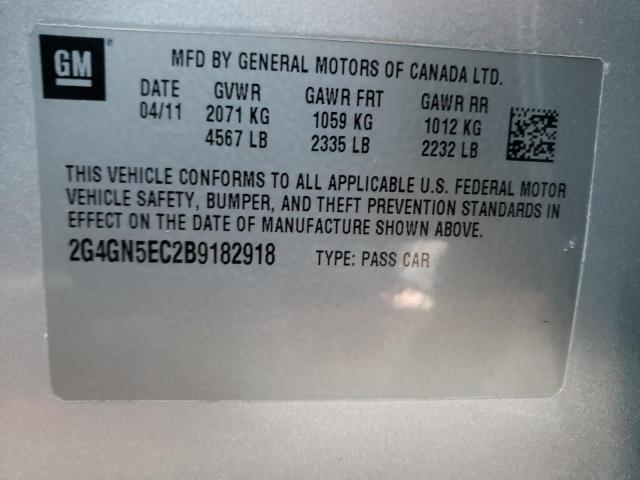 GM
MFD BY GENERAL MOTORS OF CANADA LTD.
DATE GVWR GAWR FRT GAWR RR
04/11 2071 KG 1059 KG 1012 KG
4567 LB 2335 LB 2232 LB
THIS VEHICLE CONFORMS TO ALL APPLICABLE U.S. FEDERAL MOTOR
VEHICLE SAFETY, BUMPER, AND THEFT PREVENTION STANDARDS IN
EFFECT ON THE DATE OF MANUFACTURE SHOWN ABOVE.
2G4GN5EC2B9182918 TYPE: PASS CAR